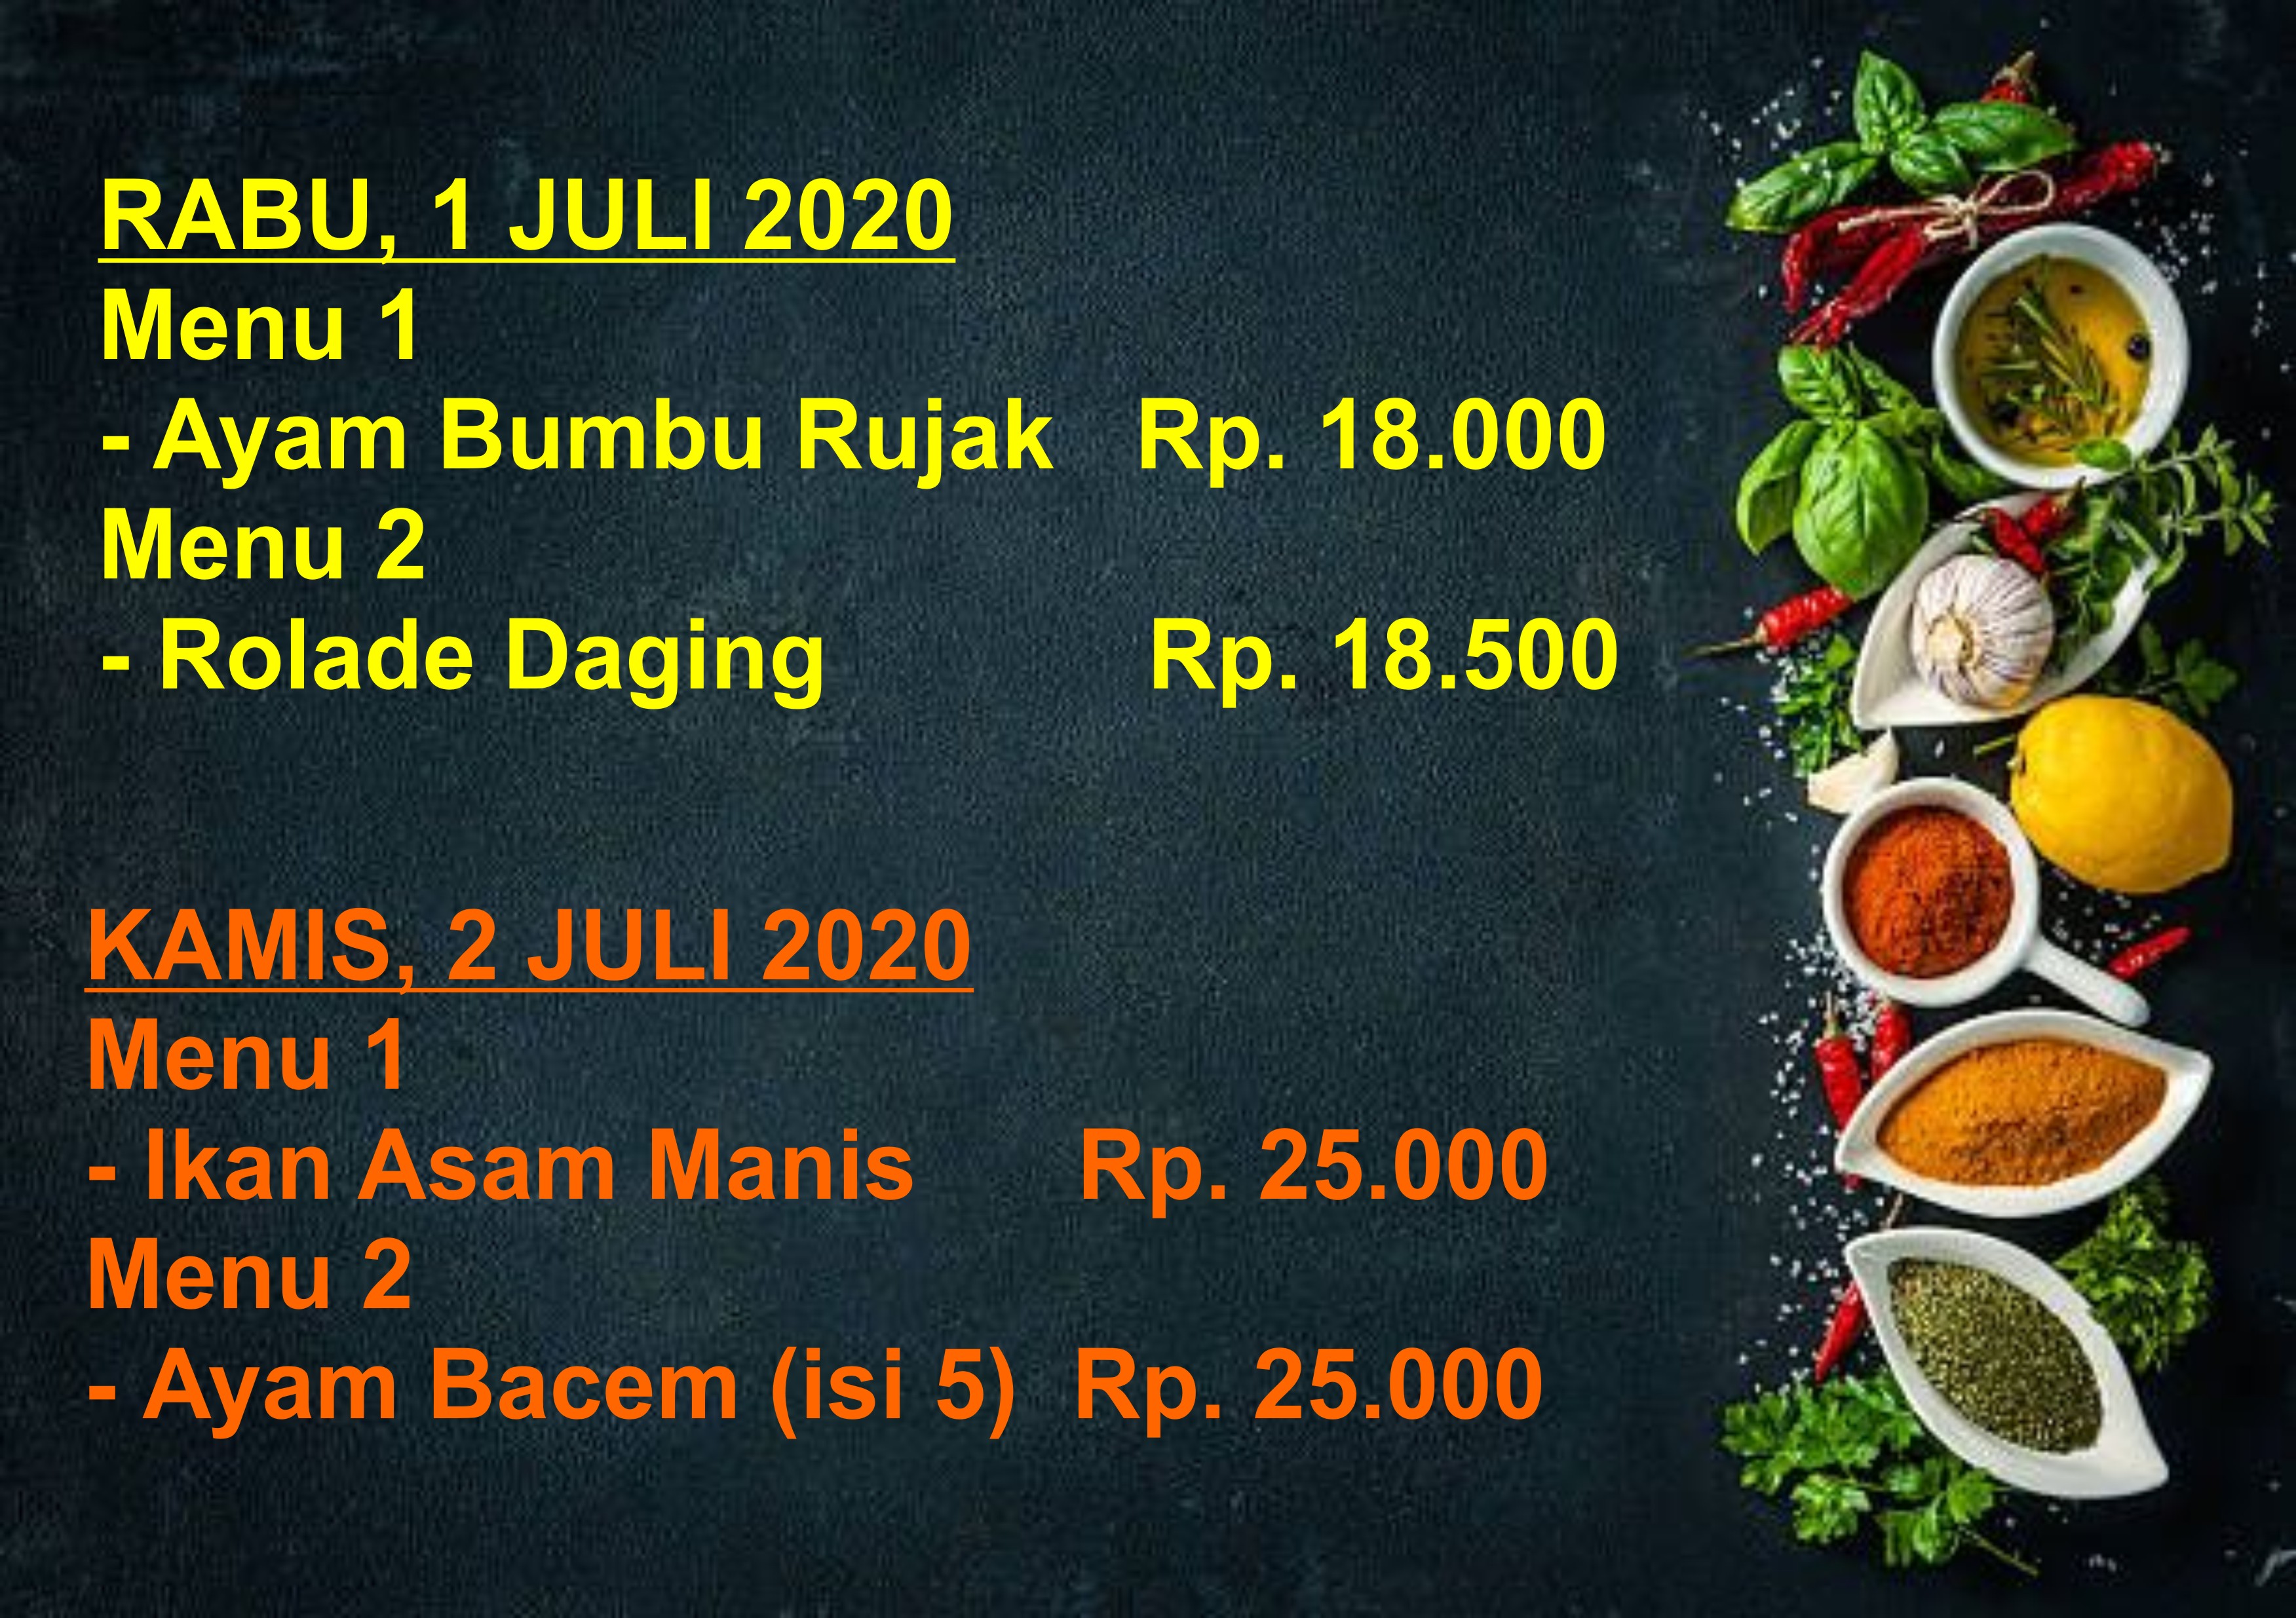 RABU, 1 JULI 2020
Menu 1
- Ayam Bumbu Rujak Rp. 18.000
Menu 2
- Rolade Daging Rp. 18.500
KAMIS, 2 JULI 2020
Menu 1
- Ikan Asam Manis Rp. 25.000
Menu 2
- Ayam Bacem (isi 5) Rp. 25.000